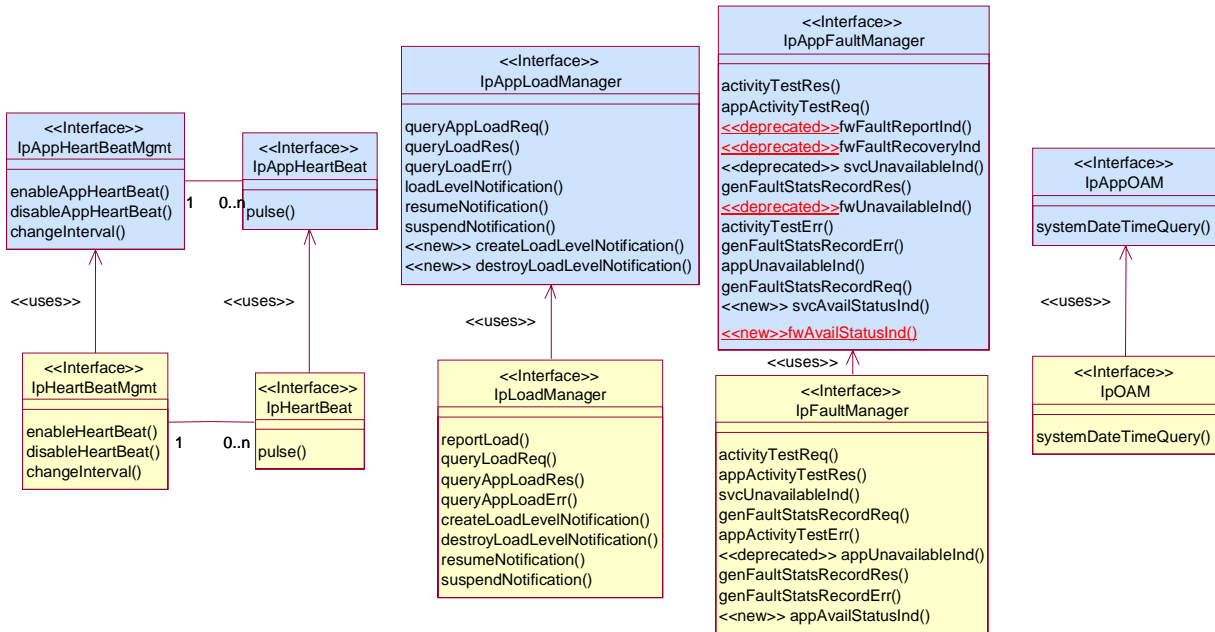 <<Interface>>
IpAppHeartBeatMgmt
enableAppHeartBeat()
disableAppHeartBeat()
changeInterval()
1
0..n
<<Interface>>
IpAppHeartBeat
pulse()
<<uses>>
<<uses>>
<<Interface>>
IpHeartBeatMgmt
enableHeartBeat()
disableHeartBeat()
changeInterval()
1
0..n
<<Interface>>
IpHeartBeat
pulse()
<<Interface>>
IpAppLoadManager
queryAppLoadReq()
queryLoadRes()
queryLoadErr()
loadLevelNotification()
resumeNotification()
suspendNotification()
<<new>> createLoadLevelNotification()
<<new>> destroyLoadLevelNotification()
<<uses>>
<<Interface>>
IpLoadManager
reportLoad()
queryLoadReq()
queryAppLoadRes()
queryAppLoadErr()
createLoadLevelNotification()
destroyLoadLevelNotification()
resumeNotification()
suspendNotification()
<<Interface>>
IpAppFaultManager
activityTestRes()
appActivityTestReq()
<<deprecated>>fwFaultReportInd()
<<deprecated>>fwFaultRecoveryInd
<<deprecated>> svcUnavailableInd()
genFaultStatsRecordRes()
<<deprecated>>fwUnavailableInd()
activityTestErr()
genFaultStatsRecordErr()
appUnavailableInd()
genFaultStatsRecordReq()
<<new>> svcAvailStatusInd()
<<new>>fwAvailStatusInd()
<<uses>>
<<Interface>>
IpFaultManager
activityTestReq()
appActivityTestRes()
svcUnavailableInd()
genFaultStatsRecordReq()
appActivityTestErr()
<<deprecated>> appUnavailableInd()
genFaultStatsRecordRes()
genFaultStatsRecordErr()
<<new>> appAvailStatusInd()
<<Interface>>
IpAppOAM
systemDateTimeQuery()
<<uses>>
<<Interface>>
IpOAM
systemDateTimeQuery()